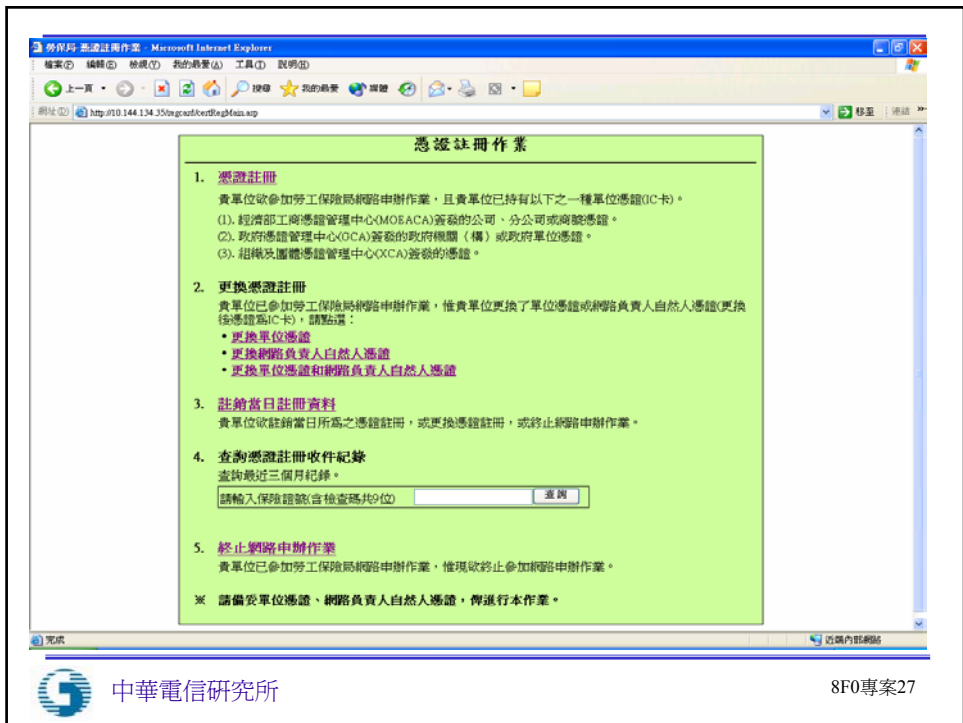 勞保局-憑證註冊作業 - Microsoft Internet Explorer
檔案(F) 編輯(E) 檢視(V) 我的最愛(A) 工具(T) 說明(H)
上一頁 搜尋 我的最愛 媒體
網址(D) http://10.144.134.35/regcard/certRegMain.asp 移至 連結 »
憑證註冊作業
1. 憑證註冊
貴單位欲參加勞工保險局網路申辦作業,且貴單位已持有以下之一種單位憑證(IC卡)。
(1). 經濟部工商憑證管理中心(MOEACA)簽發的公司、分公司或商號憑證。
(2). 政府憑證管理中心(GCA)簽發的政府機關(構)或政府單位憑證。
(3). 組織及團體憑證管理中心(XCA)簽發的憑證。
2. 更換憑證註冊
貴單位已參加勞工保險局網路申辦作業,惟貴單位更換了單位憑證或網路負責人自然人憑證(更換
後憑證為IC卡),請點選:
• 更換單位憑證
• 更換網路負責人自然人憑證
• 更換單位憑證和網路負責人自然人憑證
3. 註銷當日註冊資料
貴單位欲註銷當日所為之憑證註冊,或更換憑證註冊,或終止網路申辦作業。
4. 查詢憑證註冊收件紀錄
查詢最近三個月紀錄。
請輸入保險證號(含檢查碼共9位) 查詢
5. 終止網路申辦作業
貴單位已參加勞工保險局網路申辦作業,惟現欲終止參加網路申辦作業。
※ 請備妥單位憑證、網路負責人自然人憑證,俾進行本作業。
完成 近端內部網路
中華電信研究所 8F0專案27